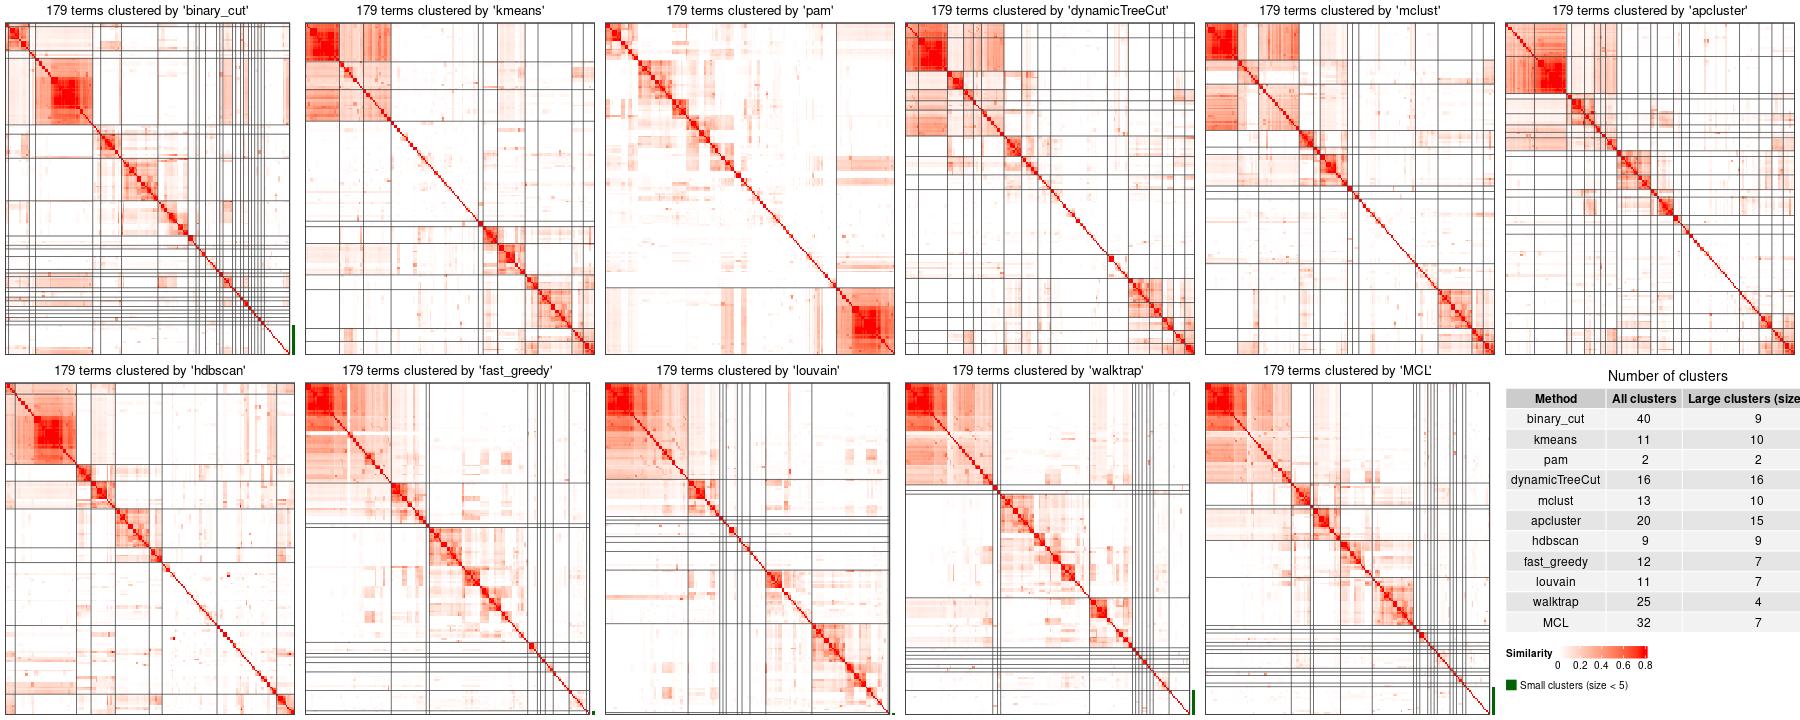 179 terms clustered by 'binary_cut'
179 terms clustered by 'kmeans'
179 terms clustered by 'pam'
179 terms clustered by 'dynamicTreeCut'
179 terms clustered by 'mclust'
179 terms clustered by 'apcluster'
179 terms clustered by 'hdbscan'
179 terms clustered by 'fast_greedy'
179 terms clustered by 'louvain'
179 terms clustered by 'walktrap'
179 terms clustered by 'MCL'
Number of clusters
Method All clusters Large clusters (size
binary_cut 40 9
kmeans 11 10
pam 2 2
dynamicTreeCut 16 16
mclust 13 10
apcluster 20 15
hdbscan 9 9
fast_greedy 12 7
louvain 11 7
walktrap 25 4
MCL 32 7
Similarity
0 0.2 0.4 0.6 0.8
Small clusters (size < 5)